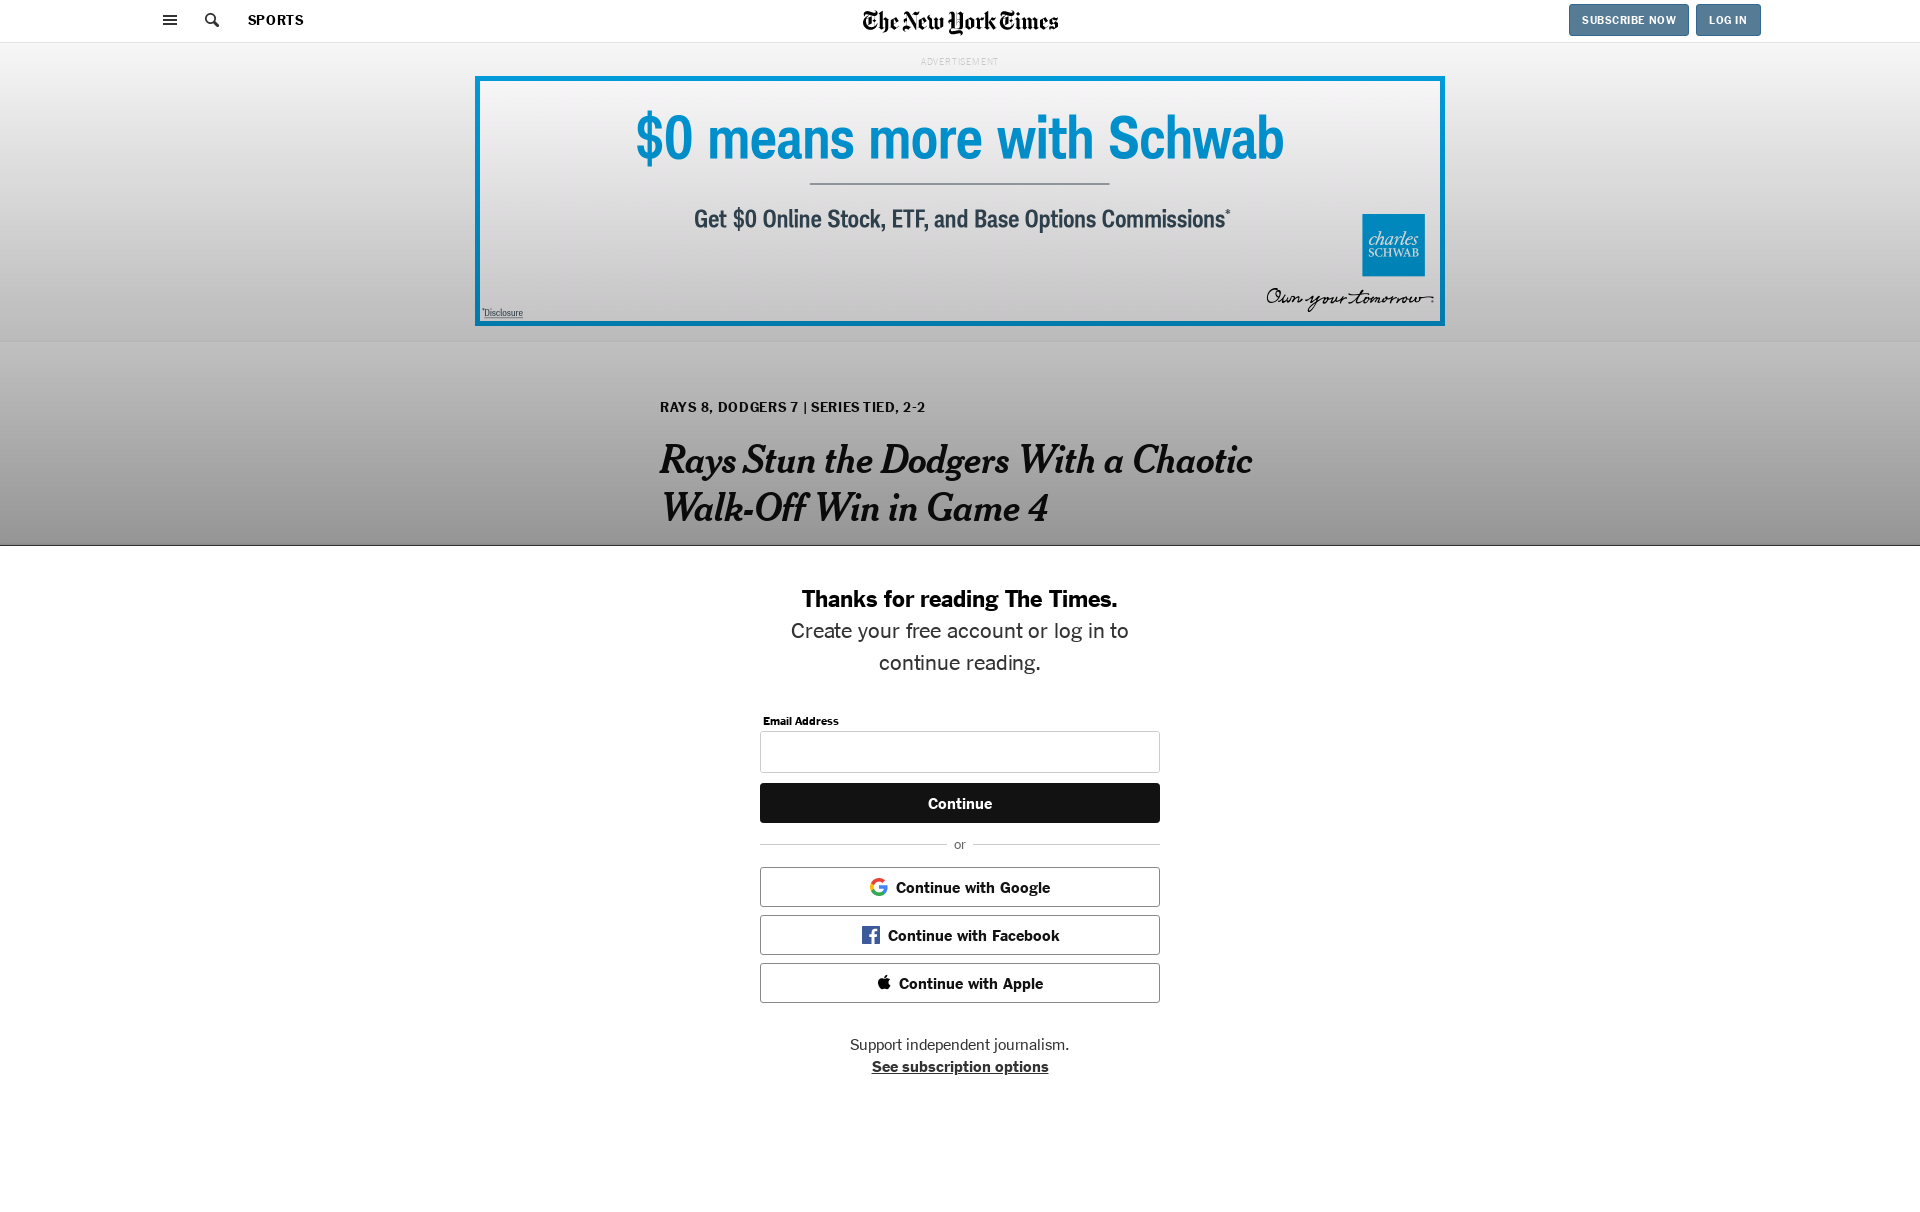 SPORTS
The New York Times
SUBSCRIBE NOW
LOG IN
ADVERTISEMENT
$0 means more with Schwab
Get $0 Online Stock, ETF, and Base Options Commissions*
charles
SCHWAB
Own your tomorrow
*Disclosure
RAYS 8, DODGERS 7 | SERIES TIED, 2-2
Rays Stun the Dodgers With a Chaotic
Walk-Off Win in Game 4
Thanks for reading The Times.
Create your free account or log in to
continue reading.
Email Address
Continue
or
Continue with Google
Continue with Facebook
Continue with Apple
Support independent journalism.
See subscription options